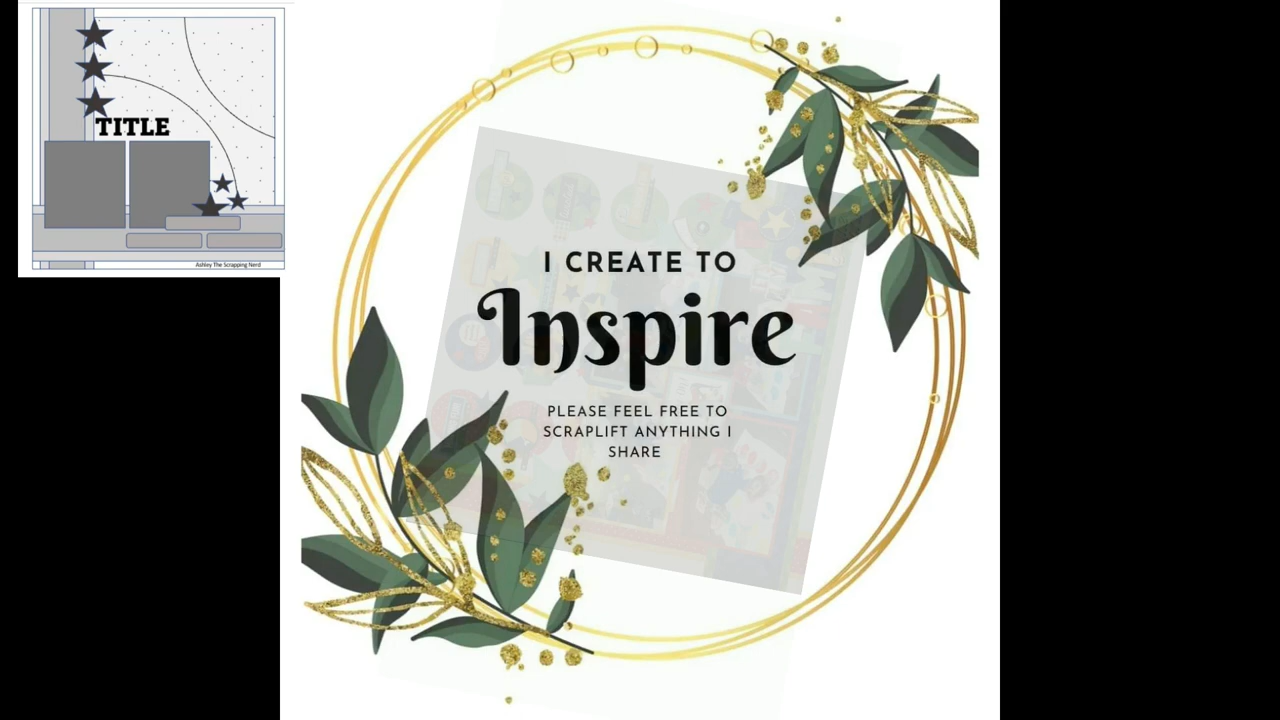 TITLE
Ashley The Scrapping Nerd
I CREATE TO
Inspire
PLEASE FEEL FREE TO
SCRAPLIFT ANYTHING I
SHARE